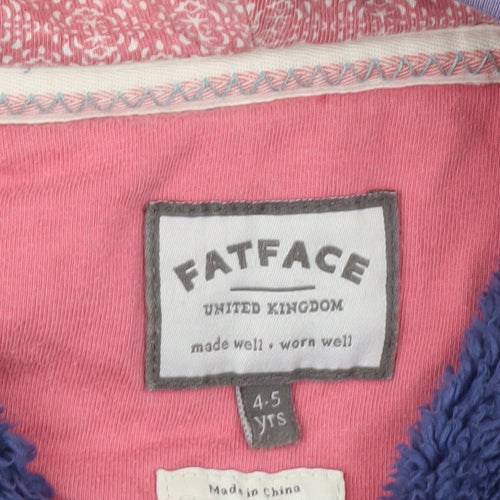 FATFACE
UNITED KINGDOM
made well • worn well
4-5
yrs
Made in China